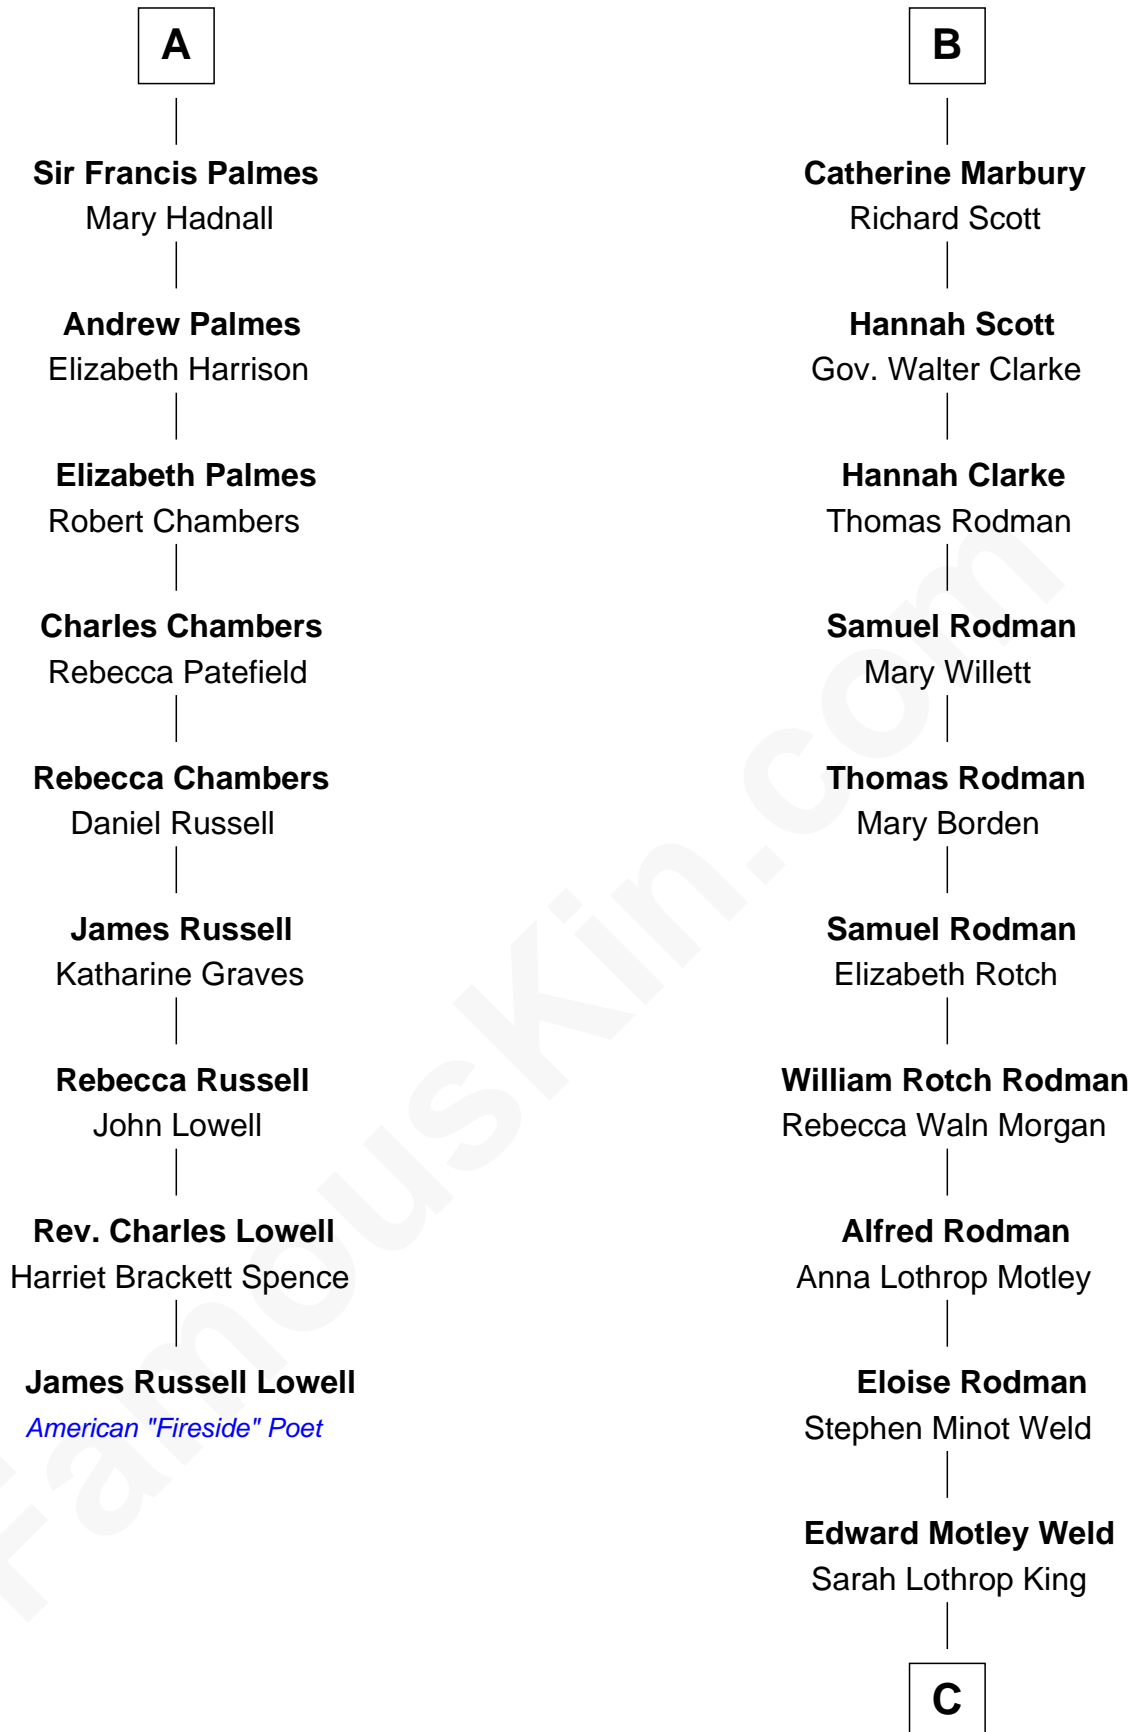 A
Sir Francis Palmes
Mary Hadnall
Andrew Palmes
Elizabeth Harrison
Elizabeth Palmes
Robert Chambers
Charles Chambers
Rebecca Patefield
Rebecca Chambers
Daniel Russell
James Russell
Katharine Graves
Rebecca Russell
John Lowell
Rev. Charles Lowell
Harriet Brackett Spence
James Russell Lowell
American "Fireside" Poet
B
Catherine Marbury
Richard Scott
Hannah Scott
Gov. Walter Clarke
Hannah Clarke
Thomas Rodman
Samuel Rodman
Mary Willett
Thomas Rodman
Mary Borden
Samuel Rodman
Elizabeth Rotch
William Rotch Rodman
Rebecca Waln Morgan
Alfred Rodman
Anna Lothrop Motley
Eloise Rodman
Stephen Minot Weld
Edward Motley Weld
Sarah Lothrop King
C
FamousKin.com